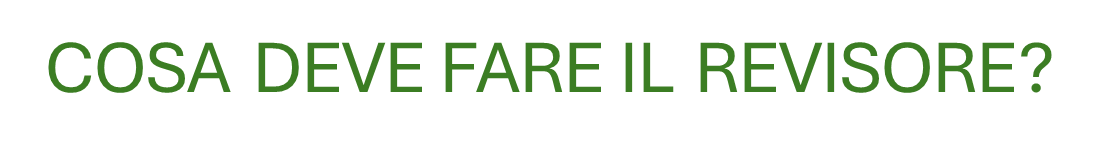 COSA DEVE FARE IL REVISORE?